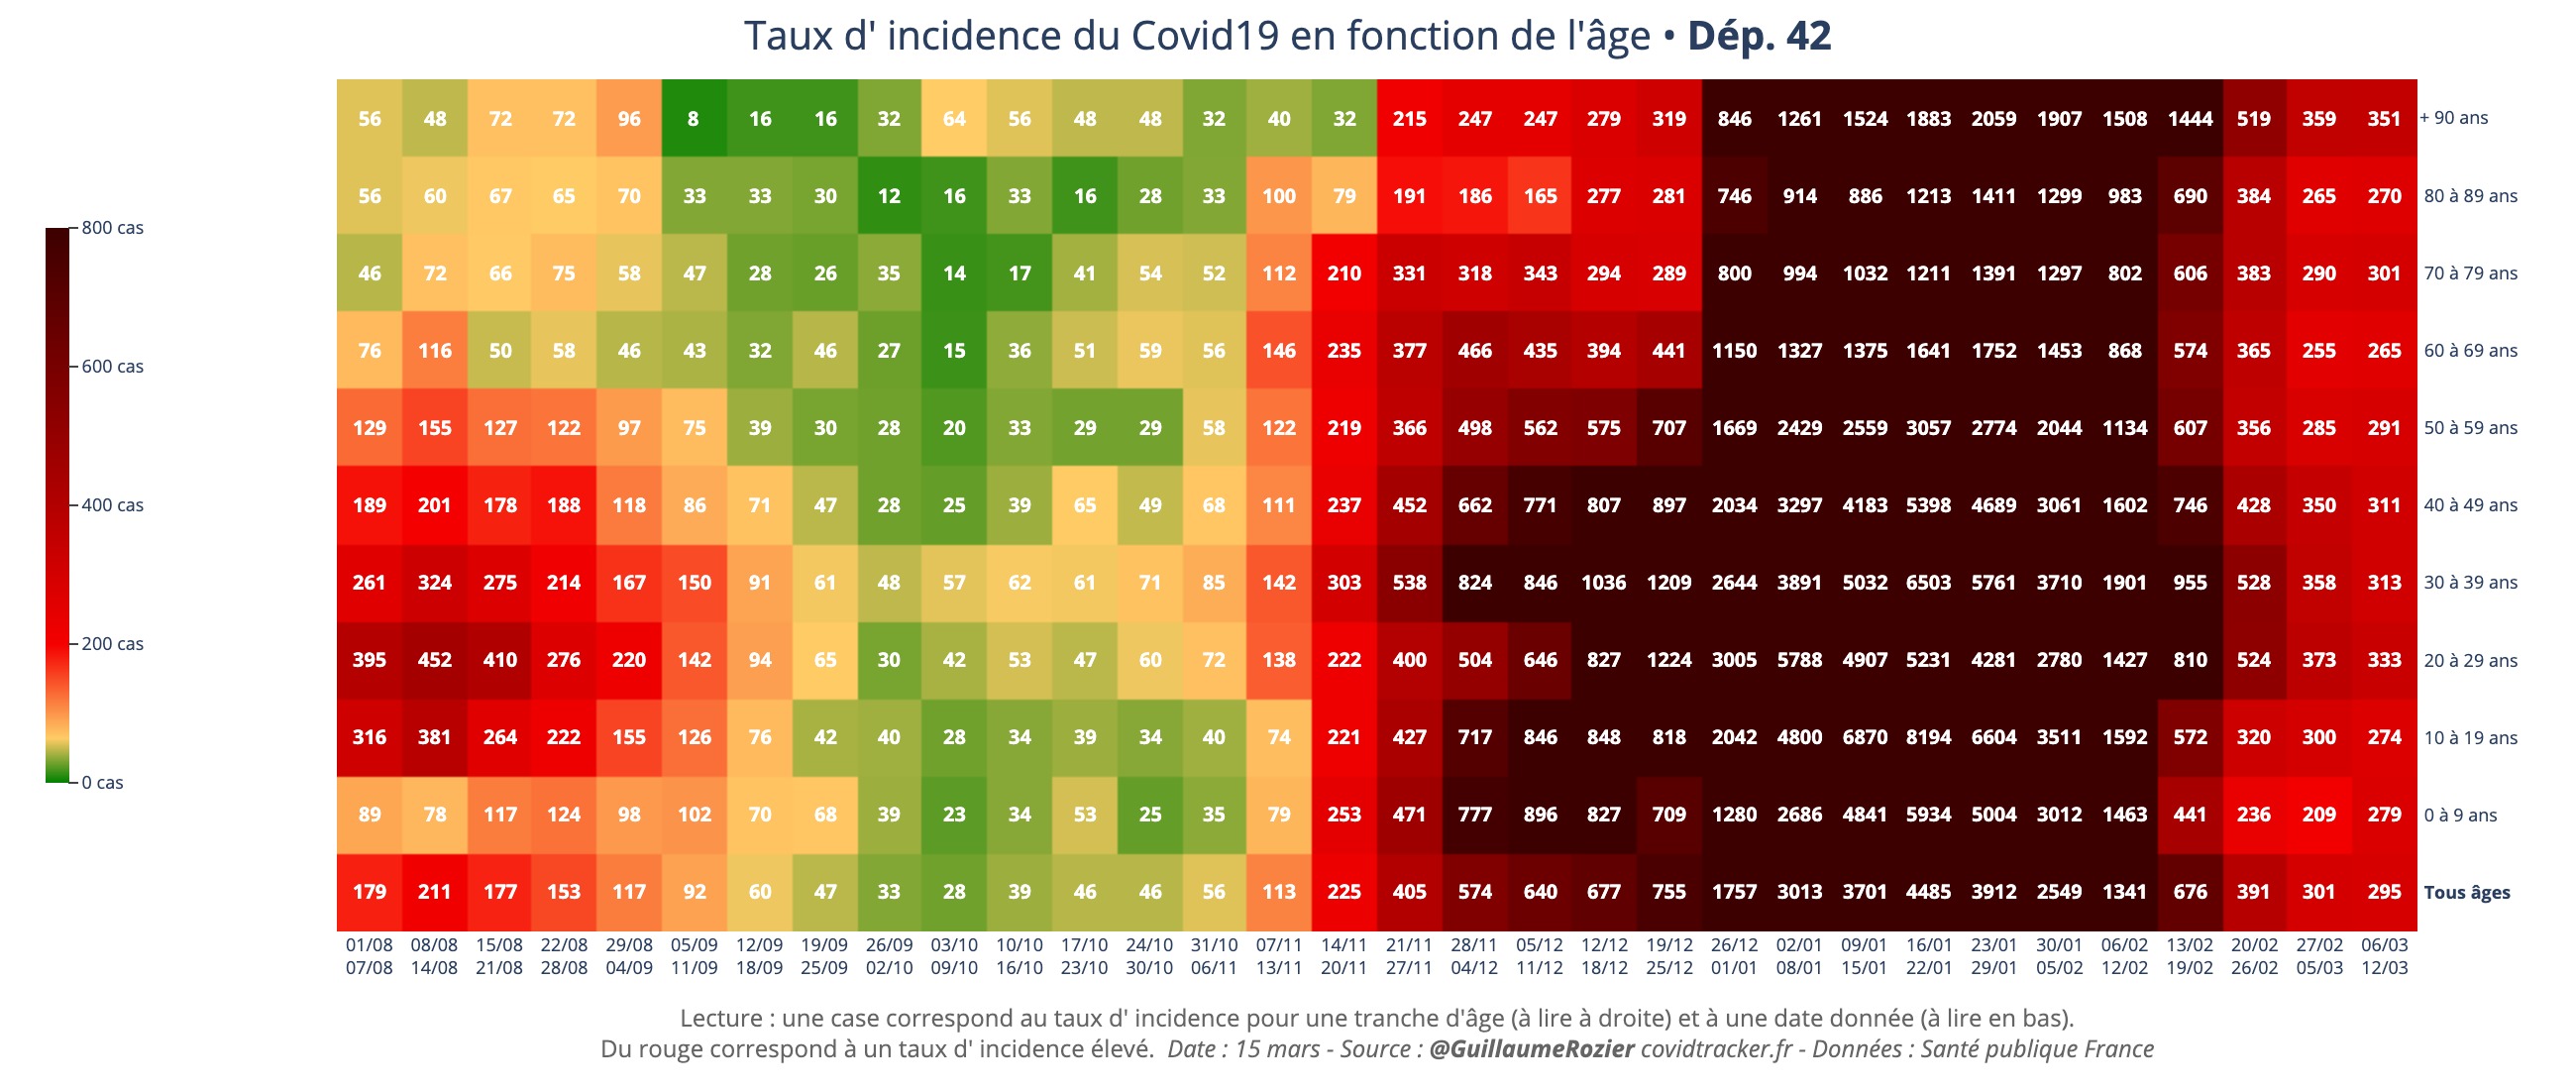 Taux d' incidence du Covid19 en fonction de l'âge • Dép. 42
56 48 72 72 96 8 16 16 32 64 56 48 48 32 40 32 215 247 247 279 319 846 1261 1524 1883 2059 1907 1508 1444 519 359 351 + 90 ans
56 60 67 65 70 33 33 30 12 16 33 16 28 33 100 79 191 186 165 277 281 746 914 886 1213 1411 1299 983 690 384 265 270 80 à 89 ans
800 cas
46 72 66 75 58 47 28 26 35 14 17 41 54 52 112 210 331 318 343 294 289 800 994 1032 1211 1391 1297 802 606 383 290 301 70 à 79 ans
76 116 50 58 46 43 32 46 27 15 36 51 59 56 146 235 377 466 435 394 441 1150 1327 1375 1641 1752 1453 868 574 365 255 265 60 à 69 ans
600 cas
129 155 127 122 97 75 39 30 28 20 33 29 29 58 122 219 366 498 562 575 707 1669 2429 2559 3057 2774 2044 1134 607 356 285 291 50 à 59 ans
400 cas
189 201 178 188 118 86 71 47 28 25 39 65 49 68 111 237 452 662 771 807 897 2034 3297 4183 5398 4689 3061 1602 746 428 350 311 40 à 49 ans
261 324 275 214 167 150 91 61 48 57 62 61 71 85 142 303 538 824 846 1036 1209 2644 3891 5032 6503 5761 3710 1901 955 528 358 313 30 à 39 ans
200 cas
395 452 410 276 220 142 94 65 30 42 53 47 60 72 138 222 400 504 646 827 1224 3005 5788 4907 5231 4281 2780 1427 810 524 373 333 20 à 29 ans
316 381 264 222 155 126 76 42 40 28 34 39 34 40 74 221 427 717 846 848 818 2042 4800 6870 8194 6604 3511 1592 572 320 300 274 10 à 19 ans
0 cas
89 78 117 124 98 102 70 68 39 23 34 53 25 35 79 253 471 777 896 827 709 1280 2686 4841 5934 5004 3012 1463 441 236 209 279 0 à 9 ans
179 211 177 153 117 92 60 47 33 28 39 46 46 56 113 225 405 574 640 677 755 1757 3013 3701 4485 3912 2549 1341 676 391 301 295 Tous âges
01/08 08/08 15/08 22/08 29/08 05/09 12/09 19/09 26/09 03/10 10/10 17/10 24/10 31/10 07/11 14/11 21/11 28/11 05/12 12/12 19/12 26/12 02/01 09/01 16/01 23/01 30/01 06/02 13/02 20/02 27/02 06/03
07/08 14/08 21/08 28/08 04/09 11/09 18/09 25/09 02/10 09/10 16/10 23/10 30/10 06/11 13/11 20/11 27/11 04/12 11/12 18/12 25/12 01/01 08/01 15/01 22/01 29/01 05/02 12/02 19/02 26/02 05/03 12/03
Lecture : une case correspond au taux d' incidence pour une tranche d'âge (à lire à droite) et à une date donnée (à lire en bas).
Du rouge correspond à un taux d' incidence élevé. Date : 15 mars - Source : @GuillaumeRozier covidtracker.fr - Données : Santé publique France